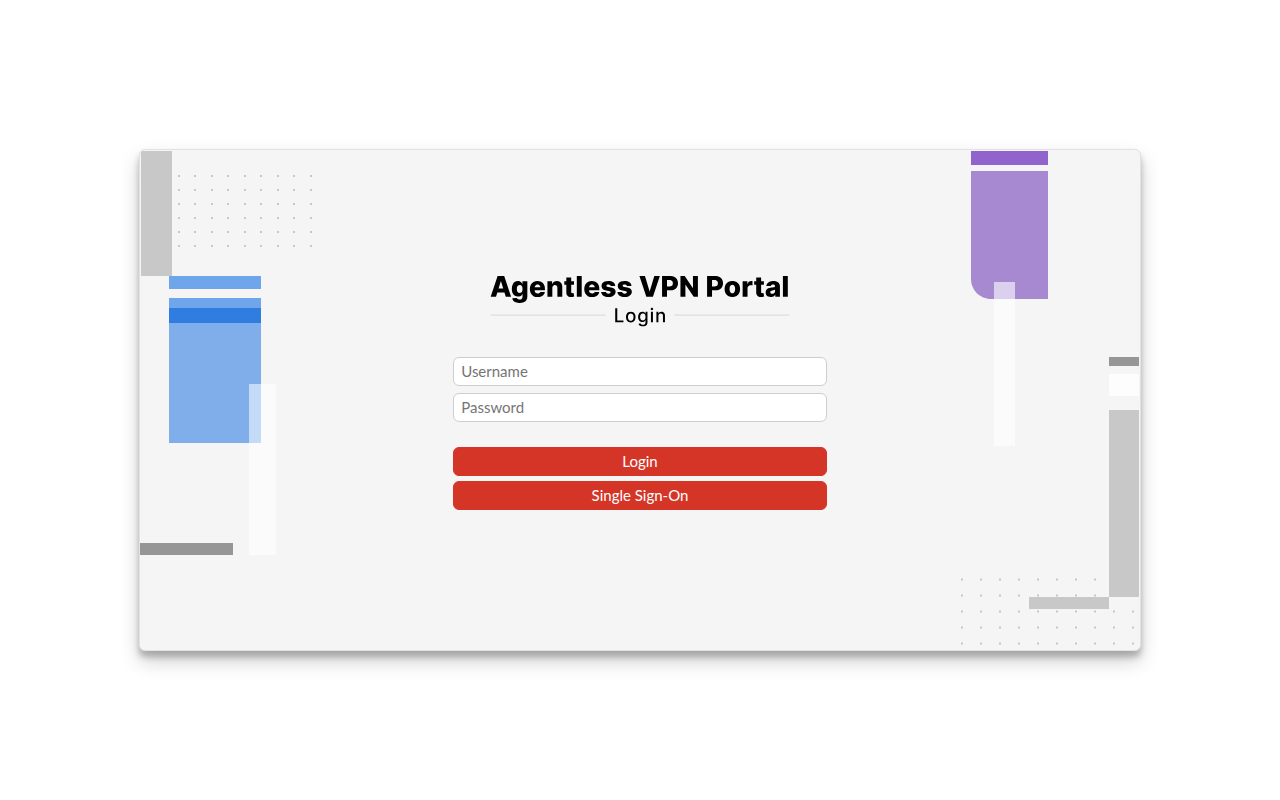 Agentless VPN Portal
Login
Username
Password
Login
Single Sign-On